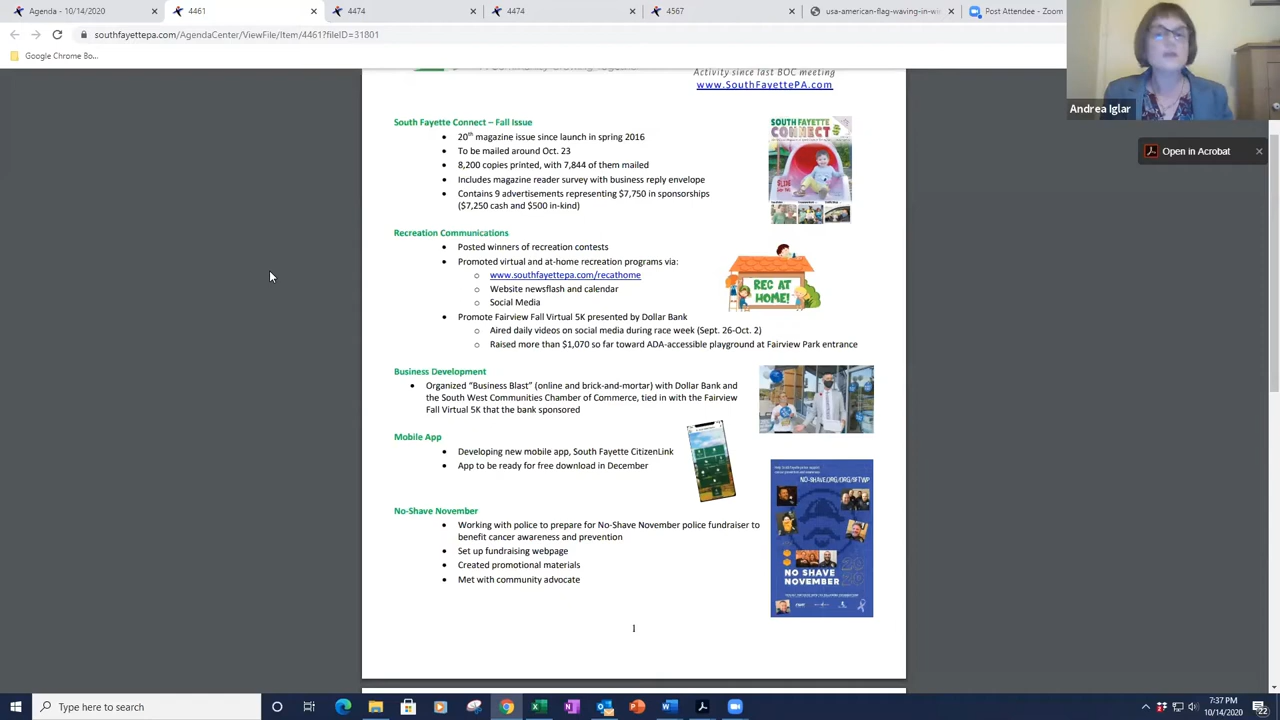 Agenda - 10/14/2020
4461
4474
4474
4567
usa-american-flag-waving-in-wi
Post Attendee - Zoom
southfayettepa.com/AgendaCenter/ViewFile/Item/4461?fileID=31801
Google Chrome Bo...
Andrea Iglar
Open in Acrobat
Activity since last BOC meeting
www.SouthFayettePA.com
South Fayette Connect – Fall Issue
• 20th magazine issue since launch in spring 2016
• To be mailed around Oct. 23
• 8,200 copies printed, with 7,844 of them mailed
• Includes magazine reader survey with business reply envelope
• Contains 9 advertisements representing $7,750 in sponsorships
($7,250 cash and $500 in-kind)
SOUTH FAYETTE
CONNECT
Recreation Communications
• Posted winners of recreation contests
• Promoted virtual and at-home recreation programs via:
o www.southfayettepa.com/recathome
o Website newsflash and calendar
o Social Media
REC AT
HOME!
• Promote Fairview Fall Virtual 5K presented by Dollar Bank
o Aired daily videos on social media during race week (Sept. 26-Oct. 2)
o Raised more than $1,070 so far toward ADA-accessible playground at Fairview Park entrance
Business Development
• Organized “Business Blast” (online and brick-and-mortar) with Dollar Bank and
the South West Communities Chamber of Commerce, tied in with the Fairview
Fall Virtual 5K that the bank sponsored
Mobile App
• Developing new mobile app, South Fayette CitizenLink
• App to be ready for free download in December
No-Shave November
• Working with police to prepare for No-Shave November police fundraiser to
benefit cancer awareness and prevention
• Set up fundraising webpage
• Created promotional materials
• Met with community advocate
NO-SHAVE.ORG/ORG/SFTWP
NO SHAVE
NOVEMBER
2020
1
Type here to search
7:37 PM
10/14/2020
22